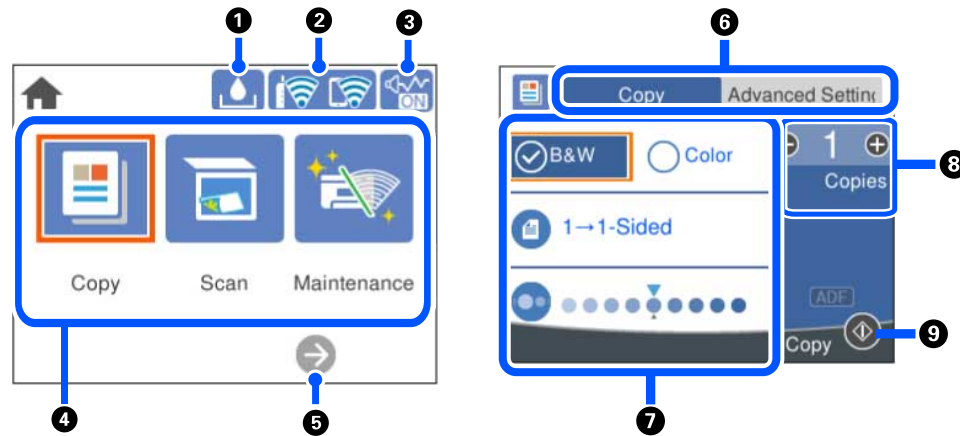 1
2
3
ON
Copy
Scan
Maintenance
4
5
6
Copy
Advanced Setting
B&W
Color
1
Copies
8
1→1-Sided
ADF
Copy
9
7